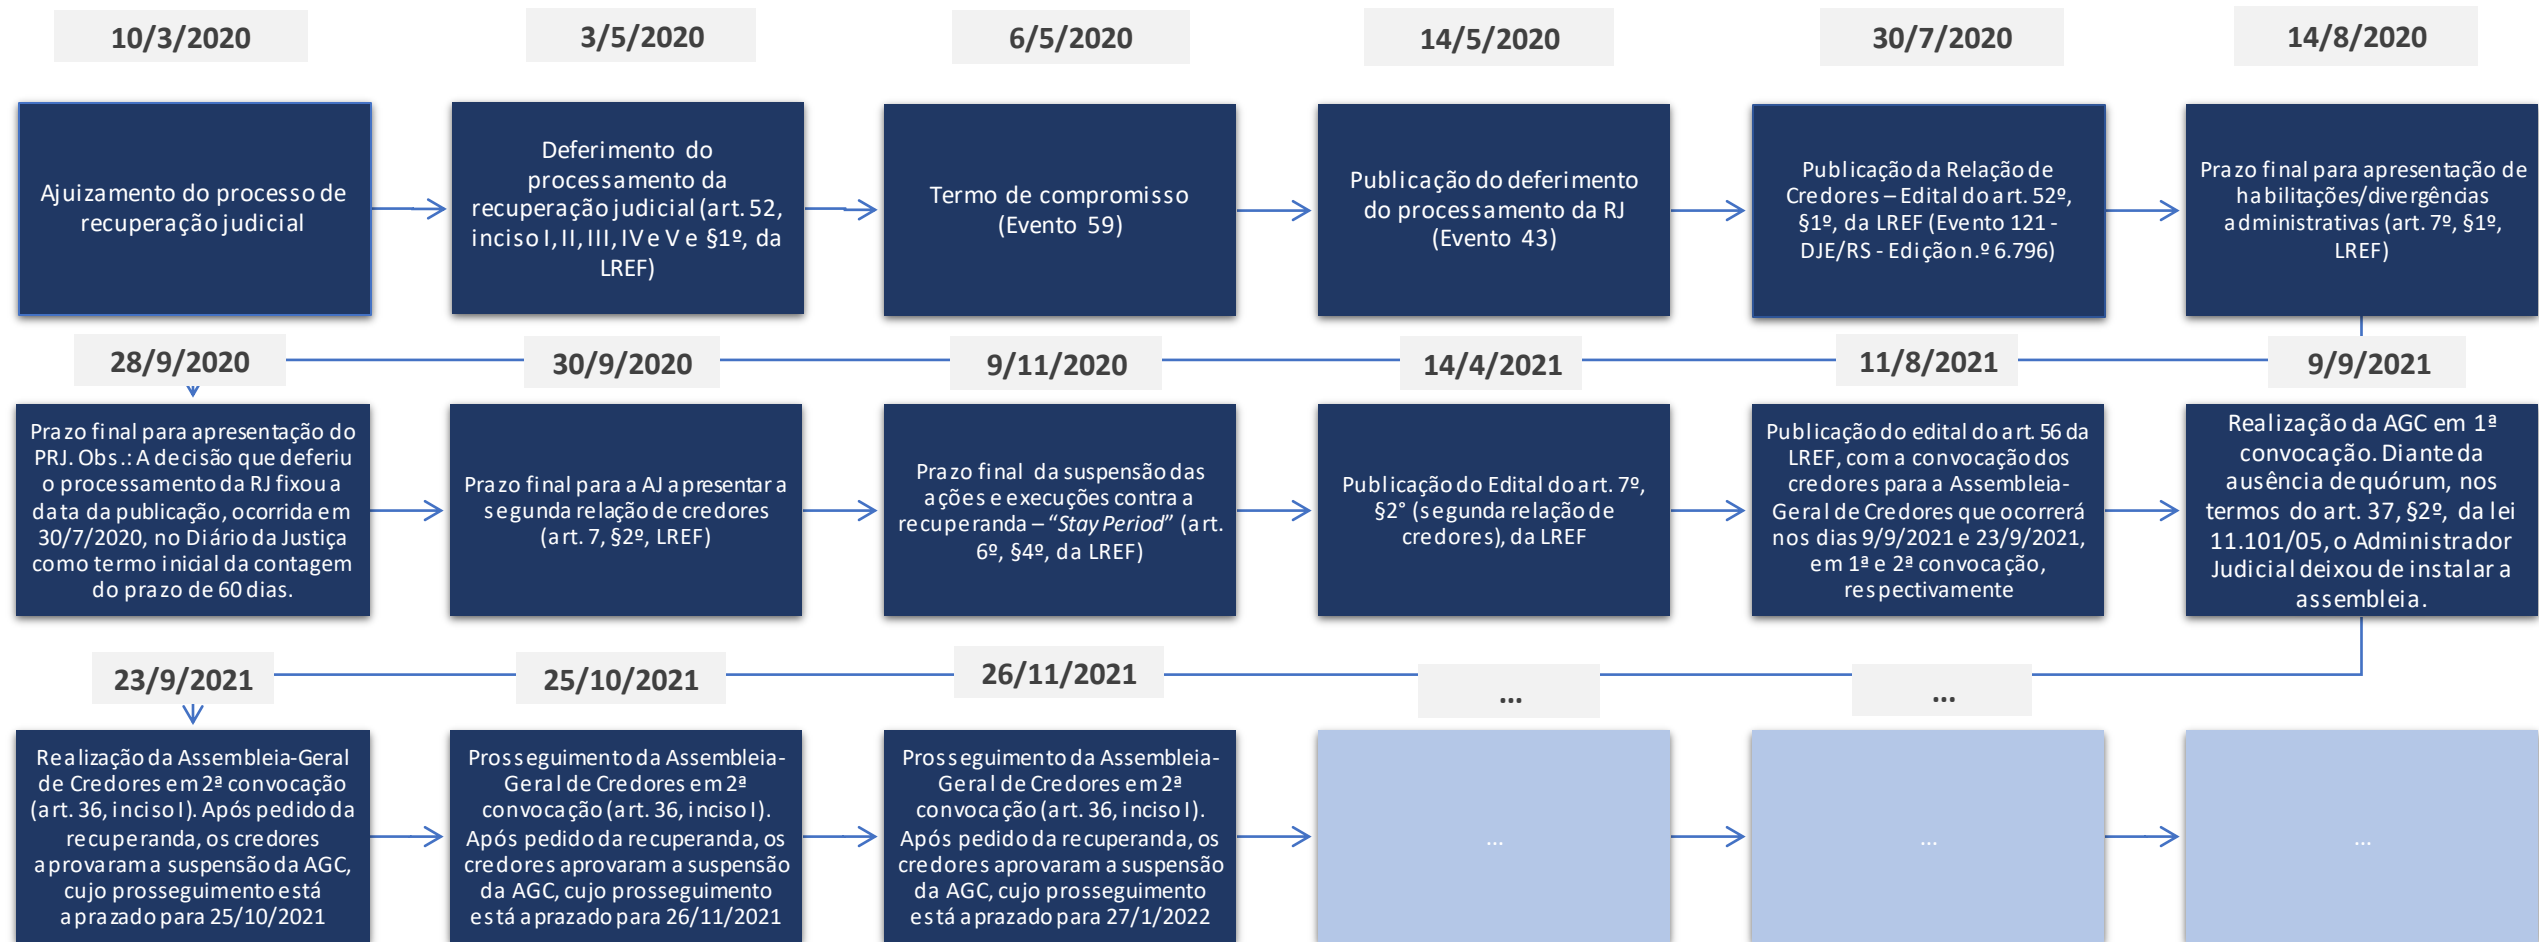 10/3/2020
3/5/2020
6/5/2020
14/5/2020
30/7/2020
14/8/2020
Ajuizamento do processo de
recuperação judicial
Deferimento do
processamento da
recuperação judicial (art. 52,
inciso I, II, III, IV e V e §1º, da
LREF)
Termo de compromisso
(Evento 59)
Publicação do deferimento
do processamento da RJ
(Evento 43)
Publicação da Relação de
Credores – Edital do art. 52º,
§1º, da LREF (Evento 121 -
DJE/RS - Edição n.º 6.796)
Prazo final para apresentação de
habilitações/divergências
administrativas (art. 7º, §1º,
LREF)
28/9/2020
30/9/2020
9/11/2020
14/4/2021
11/8/2021
9/9/2021
Prazo final para apresentação do
PRJ. Obs.: A decisão que deferiu
o processamento da RJ fixou a
data da publicação, ocorrida em
30/7/2020, no Diário da Justiça
como termo inicial da contagem
do prazo de 60 dias.
Prazo final para a AJ apresentar a
segunda relação de credores
(art. 7, §2º, LREF)
Prazo final da suspensão das
ações e execuções contra a
recuperanda – “Stay Period” (art.
6º, §4º, da LREF)
Publicação do Edital do art. 7º,
§2° (segunda relação de
credores), da LREF
Publicação do edital do art. 56 da
LREF, com a convocação dos
credores para a Assembleia-
Geral de Credores que ocorrerá
nos dias 9/9/2021 e 23/9/2021,
em 1ª e 2ª convocação,
respectivamente
Realização da AGC em 1ª
convocação. Diante da
ausência de quórum, nos
termos do art. 37, §2º, da lei
11.101/05, o Administrador
Judicial deixou de instalar a
assembleia.
23/9/2021
25/10/2021
26/11/2021
...
...
Realização da Assembleia-Geral
de Credores em 2ª convocação
(art. 36, inciso I). Após pedido da
recuperanda, os credores
aprovaram a suspensão da AGC,
cujo prosseguimento está
aprazado para 25/10/2021
Prosseguimento da Assembleia-
Geral de Credores em 2ª
convocação (art. 36, inciso I).
Após pedido da recuperanda, os
credores aprovaram a suspensão
da AGC, cujo prosseguimento
está aprazado para 26/11/2021
Prosseguimento da Assembleia-
Geral de Credores em 2ª
convocação (art. 36, inciso I).
Após pedido da recuperanda, os
credores aprovaram a suspensão
da AGC, cujo prosseguimento
está aprazado para 27/1/2022
...
...
...